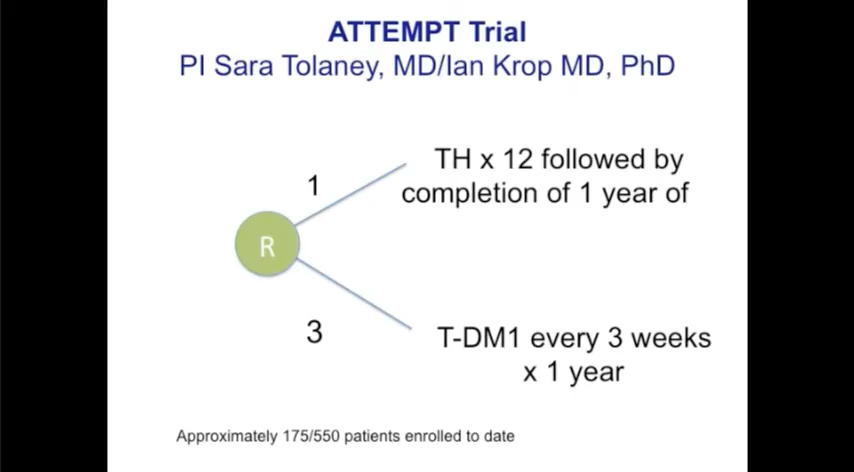 ATTEMPT Trial
PI Sara Tolaney, MD/Ian Krop MD, PhD
TH x 12 followed by
completion of 1 year of
1
R
3
T-DM1 every 3 weeks
x 1 year
Approximately 175/550 patients enrolled to date